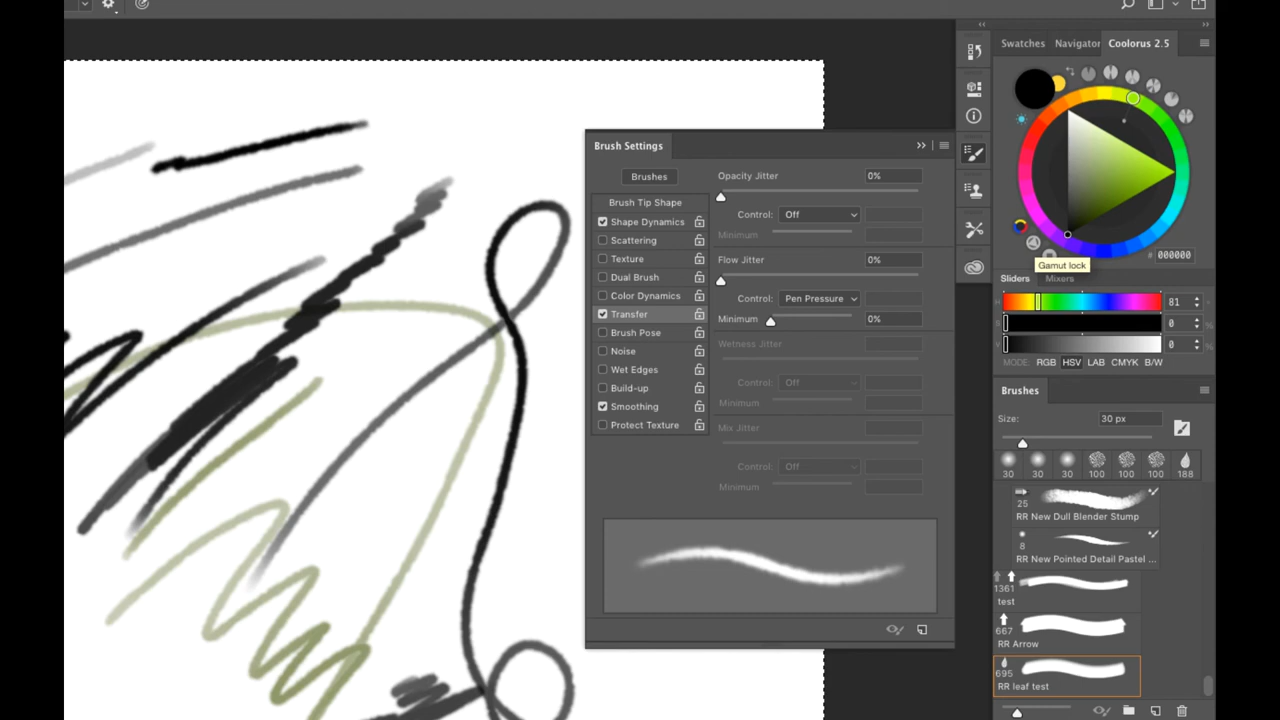 Swatches Navigator Coolorus 2.5
# 000000
Gamut lock
Sliders Mixers
H 81
S 0 %
V 0 %
MODE: RGB HSV LAB CMYK B/W
Brush Settings
Brushes
Brush Tip Shape
Shape Dynamics
Scattering
Texture
Dual Brush
Color Dynamics
Transfer
Brush Pose
Noise
Wet Edges
Build-up
Smoothing
Protect Texture
Opacity Jitter 0%
Control: Off
Minimum
Flow Jitter 0%
Control: Pen Pressure
Minimum 0%
Wetness Jitter
Control: Off
Minimum
Mix Jitter
Control: Off
Minimum
Brushes
Size: 30 px
30 30 30 100 100 100 188
25
RR New Dull Blender Stump
8
RR New Pointed Detail Pastel ...
1361
test
667
RR Arrow
695
RR leaf test